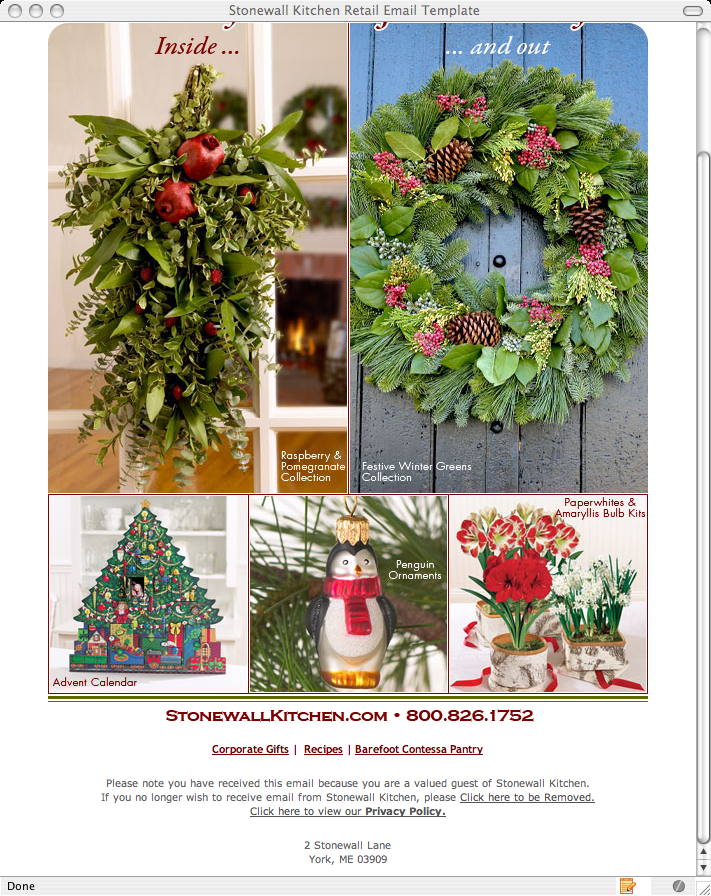 Stonewall Kitchen Retail Email Template
Inside ...
... and out
Raspberry &
Pomegranate
Collection
Festive Winter Greens
Collection
Advent Calendar
Penguin
Ornaments
Paperwhites &
Amaryllis Bulb Kits
StonewallKitchen.com • 800.826.1752
Corporate Gifts | Recipes | Barefoot Contessa Pantry
Please note you have received this email because you are a valued guest of Stonewall Kitchen.
If you no longer wish to receive email from Stonewall Kitchen, please Click here to be Removed.
Click here to view our Privacy Policy.
2 Stonewall Lane
York, ME 03909
Done